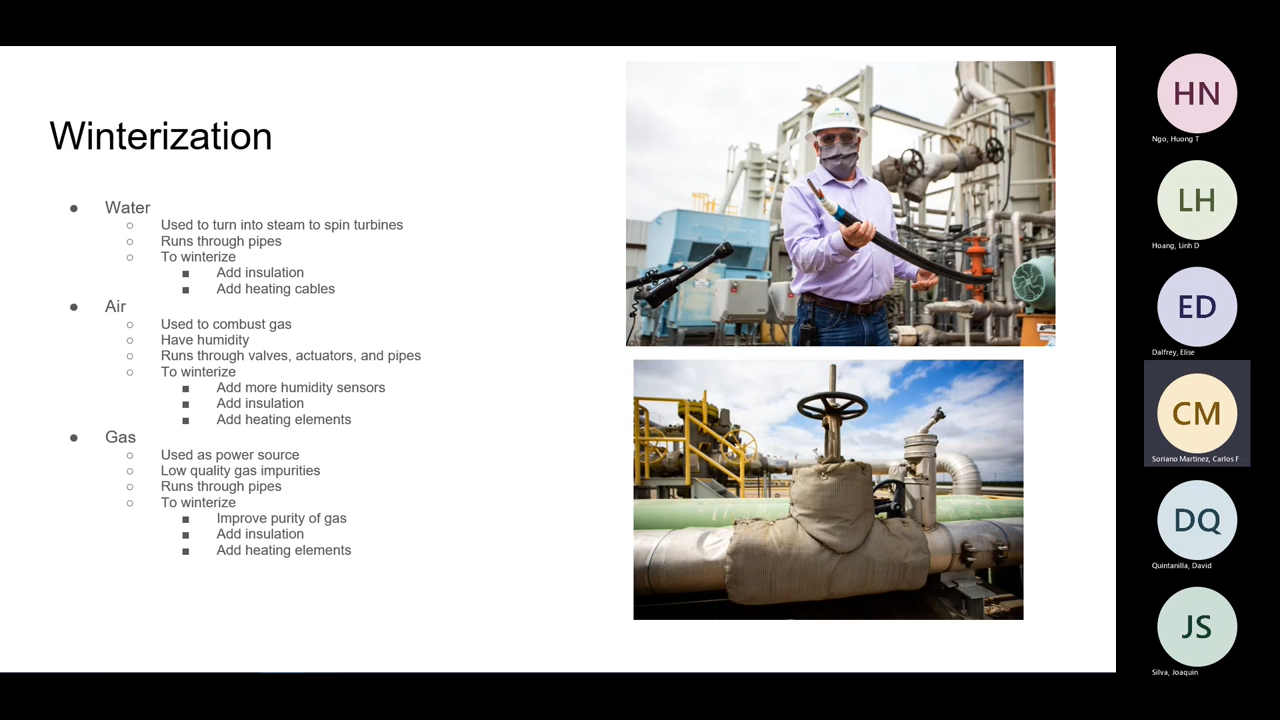 Winterization
● Water
○ Used to turn into steam to spin turbines
○ Runs through pipes
○ To winterize
■ Add insulation
■ Add heating cables
● Air
○ Used to combust gas
○ Have humidity
○ Runs through valves, actuators, and pipes
○ To winterize
■ Add more humidity sensors
■ Add insulation
■ Add heating elements
● Gas
○ Used as power source
○ Low quality gas impurities
○ Runs through pipes
○ To winterize
■ Improve purity of gas
■ Add insulation
■ Add heating elements
HN
Ngo, Huong T
LH
Hoang, Linh D
ED
Dalfrey, Elise
CM
Soriano Martinez, Carlos F
DQ
Quintanilla, David
JS
Silva, Joaquin